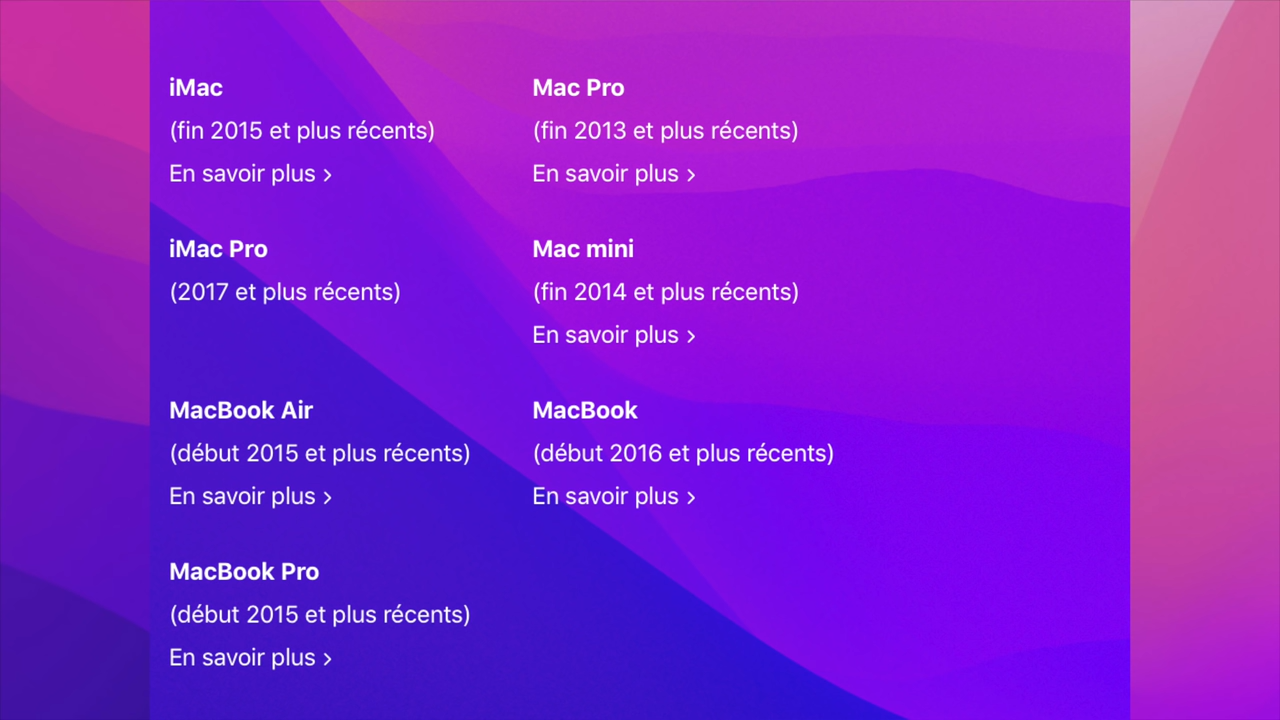 iMac
(fin 2015 et plus récents)
En savoir plus ›
Mac Pro
(fin 2013 et plus récents)
En savoir plus ›
iMac Pro
(2017 et plus récents)
Mac mini
(fin 2014 et plus récents)
En savoir plus ›
MacBook Air
(début 2015 et plus récents)
En savoir plus ›
MacBook
(début 2016 et plus récents)
En savoir plus ›
MacBook Pro
(début 2015 et plus récents)
En savoir plus ›